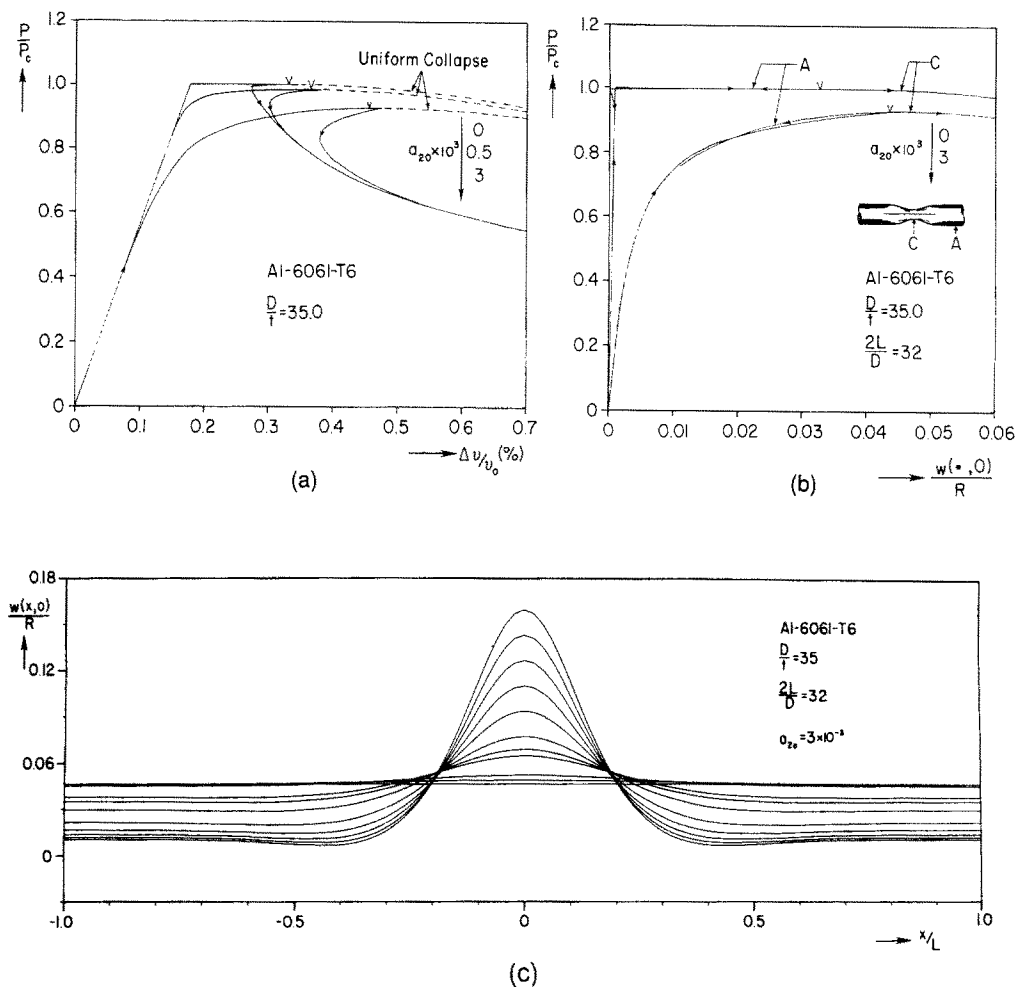 P/Pc
1.2
1.0
0.8
0.6
0.4
0.2
0
Uniform Collapse
a20×10³
0
0.5
3
Al-6061-T6
D/t =35.0
0 0.1 0.2 0.3 0.4 0.5 0.6 0.7
Δυ/υ₀(%)
(a)
P/Pc
1.2
1.0
0.8
0.6
0.4
0.2
0
A
C
a20×10³
0
3
C A
Al-6061-T6
D/t =35.0
2L/D =32
0 0.01 0.02 0.03 0.04 0.05 0.06
w(•,0)/R
(b)
0.18
w(x,0)/R
0.12
0.06
0
Al-6061-T6
D/t =35
2L/D =32
a20 =3×10⁻³
-1.0 -0.5 0 0.5 1.0
x/L
(c)